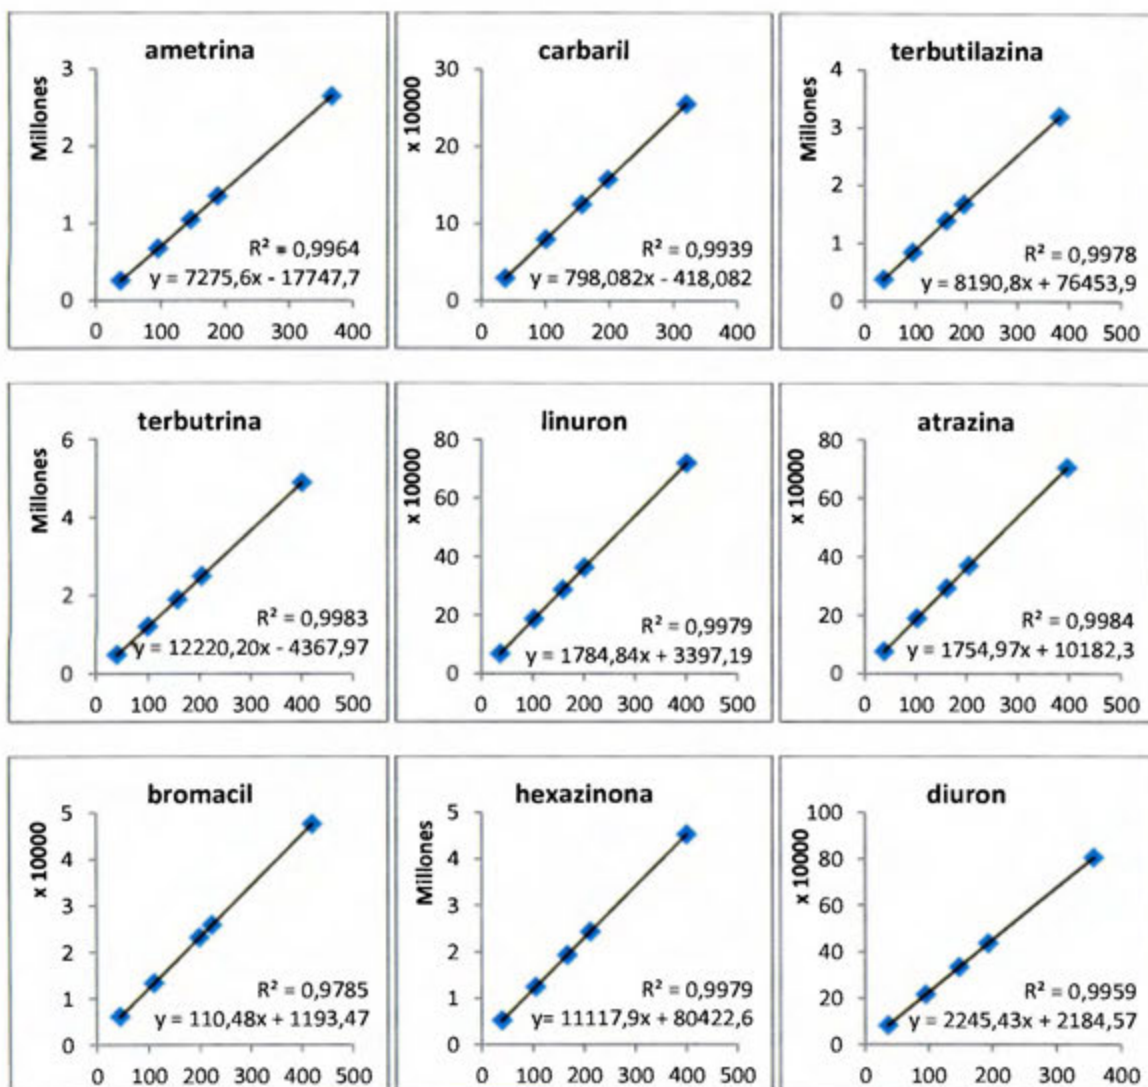 ametrina
Millones
3
2
1
0
R² = 0,9964
y = 7275,6x - 17747,7
0 100 200 300 400
carbaril
x 10000
30
20
10
0
R² = 0,9939
y = 798,082x - 418,082
0 100 200 300 400
terbutilazina
Millones
4
3
2
1
0
R² = 0,9978
y = 8190,8x + 76453,9
0 100 200 300 400 500
terbutrina
Millones
6
4
2
0
R² = 0,9983
y = 12220,20x - 4367,97
0 100 200 300 400 500
linuron
x 10000
80
60
40
20
0
R² = 0,9979
y = 1784,84x + 3397,19
0 100 200 300 400 500
atrazina
x 10000
80
60
40
20
0
R² = 0,9984
y = 1754,97x + 10182,3
0 100 200 300 400 500
bromacil
x 10000
5
4
3
2
1
0
R² = 0,9785
y = 110,48x + 1193,47
0 100 200 300 400 500
hexazinona
Millones
5
4
3
2
1
0
R² = 0,9979
y= 11117,9x + 80422,6
0 100 200 300 400 500
diuron
x 10000
100
80
60
40
20
0
R² = 0,9959
y = 2245,43x + 2184,57
0 100 200 300 400